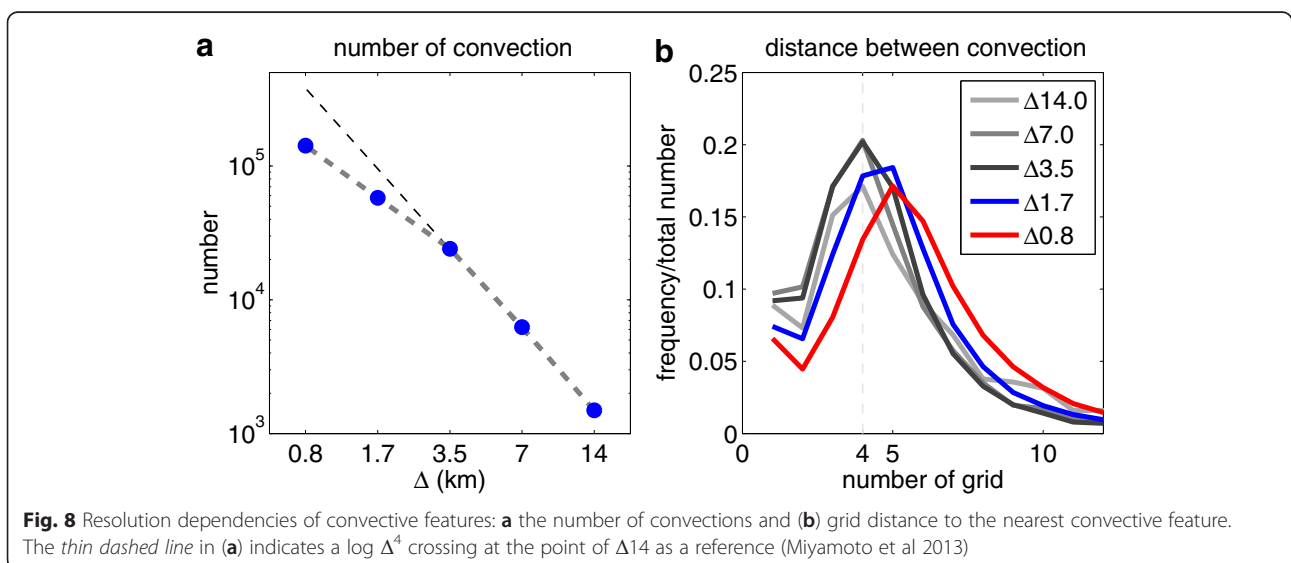 a
number of convection
number
10^5
10^4
10^3
0.8 1.7 3.5 7 14
Δ (km)
b
distance between convection
frequency/total number
0.25
0.2
0.15
0.1
0.05
0
0 4 5 10
number of grid
Δ14.0
Δ7.0
Δ3.5
Δ1.7
Δ0.8
Fig. 8 Resolution dependencies of convective features: a the number of convections and (b) grid distance to the nearest convective feature.
The thin dashed line in (a) indicates a log Δ^4 crossing at the point of Δ14 as a reference (Miyamoto et al 2013)